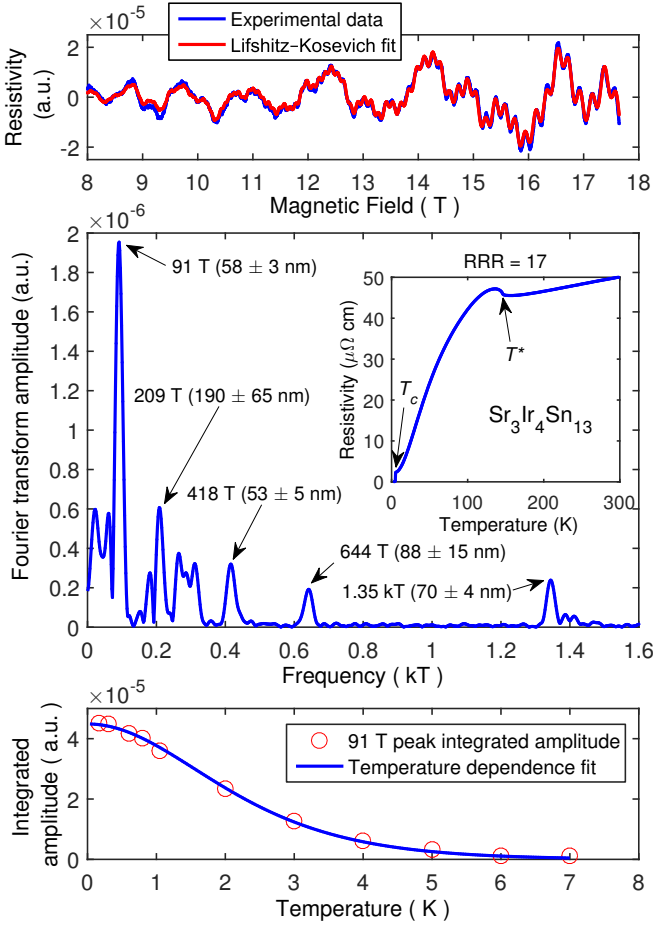 ×10⁻⁵
Experimental data
Lifshitz-Kosevich fit
Resistivity
(a.u.)
2
0
-2
8 9 10 11 12 13 14 15 16 17 18
Magnetic Field ( T )
×10⁻⁶
Fourier transform amplitude (a.u.)
2
1.8
1.6
1.4
1.2
1
0.8
0.6
0.4
0.2
0
91 T (58 ± 3 nm)
209 T (190 ± 65 nm)
418 T (53 ± 5 nm)
644 T (88 ± 15 nm)
1.35 kT (70 ± 4 nm)
RRR = 17
Resistivity (μΩ cm)
50
40
30
20
10
0
T_c
T*
Sr₃Ir₄Sn₁₃
0 100 200 300
Temperature (K)
0 0.2 0.4 0.6 0.8 1 1.2 1.4 1.6
Frequency ( kT )
×10⁻⁵
Integrated
amplitude ( a.u.)
5
0
91 T peak integrated amplitude
Temperature dependence fit
0 1 2 3 4 5 6 7 8
Temperature ( K )